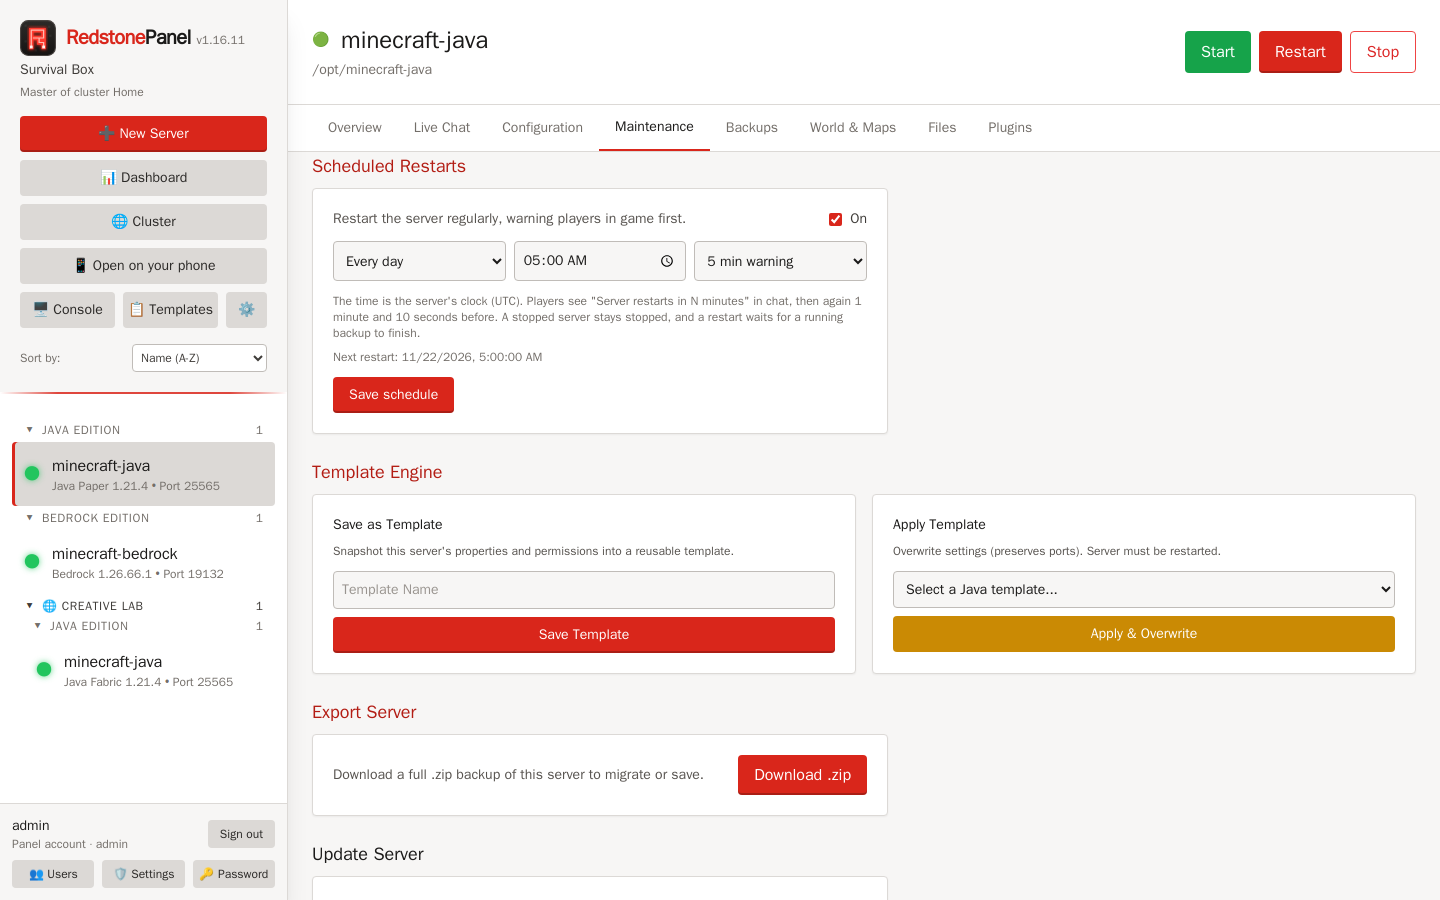 RedstonePanel v1.16.11
Survival Box
Master of cluster Home
➕ New Server
📊 Dashboard
🌐 Cluster
📱 Open on your phone
🖥️ Console
📋 Templates
⚙️
Sort by:
Name (A-Z)
▼ JAVA EDITION 1
minecraft-java
Java Paper 1.21.4 • Port 25565
▼ BEDROCK EDITION 1
minecraft-bedrock
Bedrock 1.26.66.1 • Port 19132
▼ 🌐 CREATIVE LAB 1
▼ JAVA EDITION 1
minecraft-java
Java Fabric 1.21.4 • Port 25565
admin
Panel account · admin
Sign out
👥 Users
🛡️ Settings
🔑 Password
minecraft-java
/opt/minecraft-java
Start
Restart
Stop
Overview
Live Chat
Configuration
Maintenance
Backups
World & Maps
Files
Plugins
Scheduled Restarts
Restart the server regularly, warning players in game first.
On
Every day
05:00 AM
5 min warning
The time is the server's clock (UTC). Players see "Server restarts in N minutes" in chat, then again 1
minute and 10 seconds before. A stopped server stays stopped, and a restart waits for a running
backup to finish.
Next restart: 11/22/2026, 5:00:00 AM
Save schedule
Template Engine
Save as Template
Snapshot this server's properties and permissions into a reusable template.
Template Name
Save Template
Apply Template
Overwrite settings (preserves ports). Server must be restarted.
Select a Java template...
Apply & Overwrite
Export Server
Download a full .zip backup of this server to migrate or save.
Download .zip
Update Server